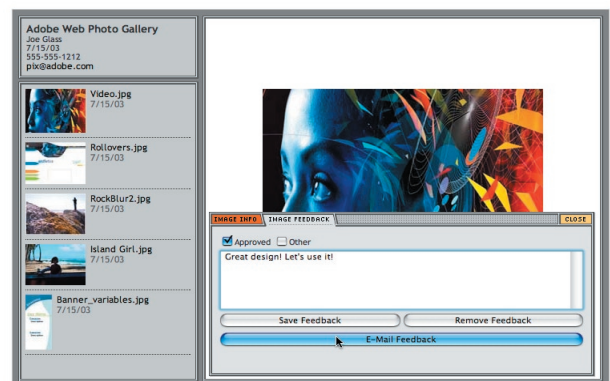 Adobe Web Photo Gallery
Joe Glass
7/15/03
555-555-1212
pix@adobe.com
Video.jpg
7/15/03
Rollovers.jpg
7/15/03
RockBlur2.jpg
7/15/03
Island Girl.jpg
7/15/03
Banner_variables.jpg
7/15/03
IMAGE INFO IMAGE FEEDBACK CLOSE
Approved Other
Great design! Let's use it!
Save Feedback Remove Feedback
E-Mail Feedback